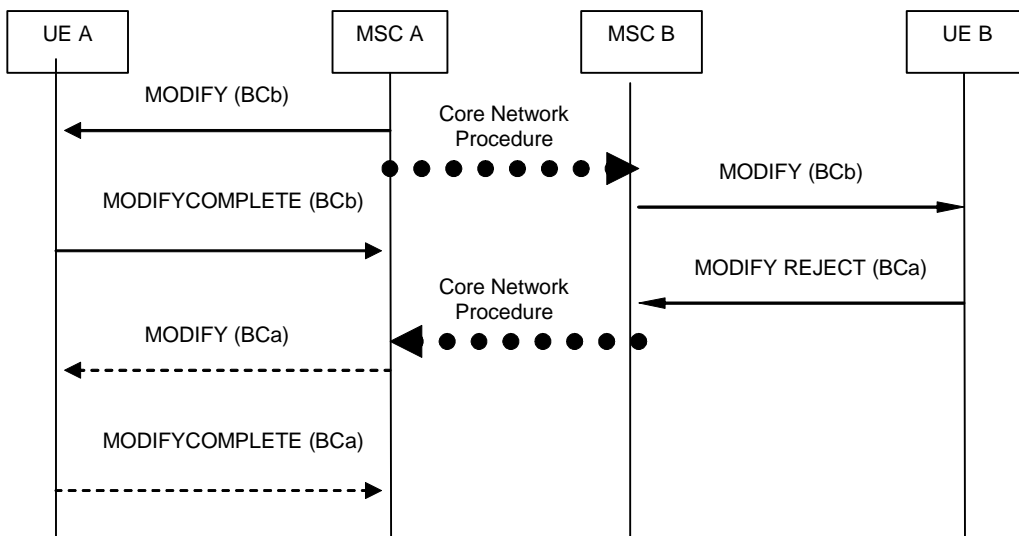 UE A
MSC A
MSC B
UE B
MODIFY (BCb)
Core Network
Procedure
MODIFY (BCb)
MODIFYCOMPLETE (BCb)
MODIFY REJECT (BCa)
Core Network
Procedure
MODIFY (BCa)
MODIFYCOMPLETE (BCa)